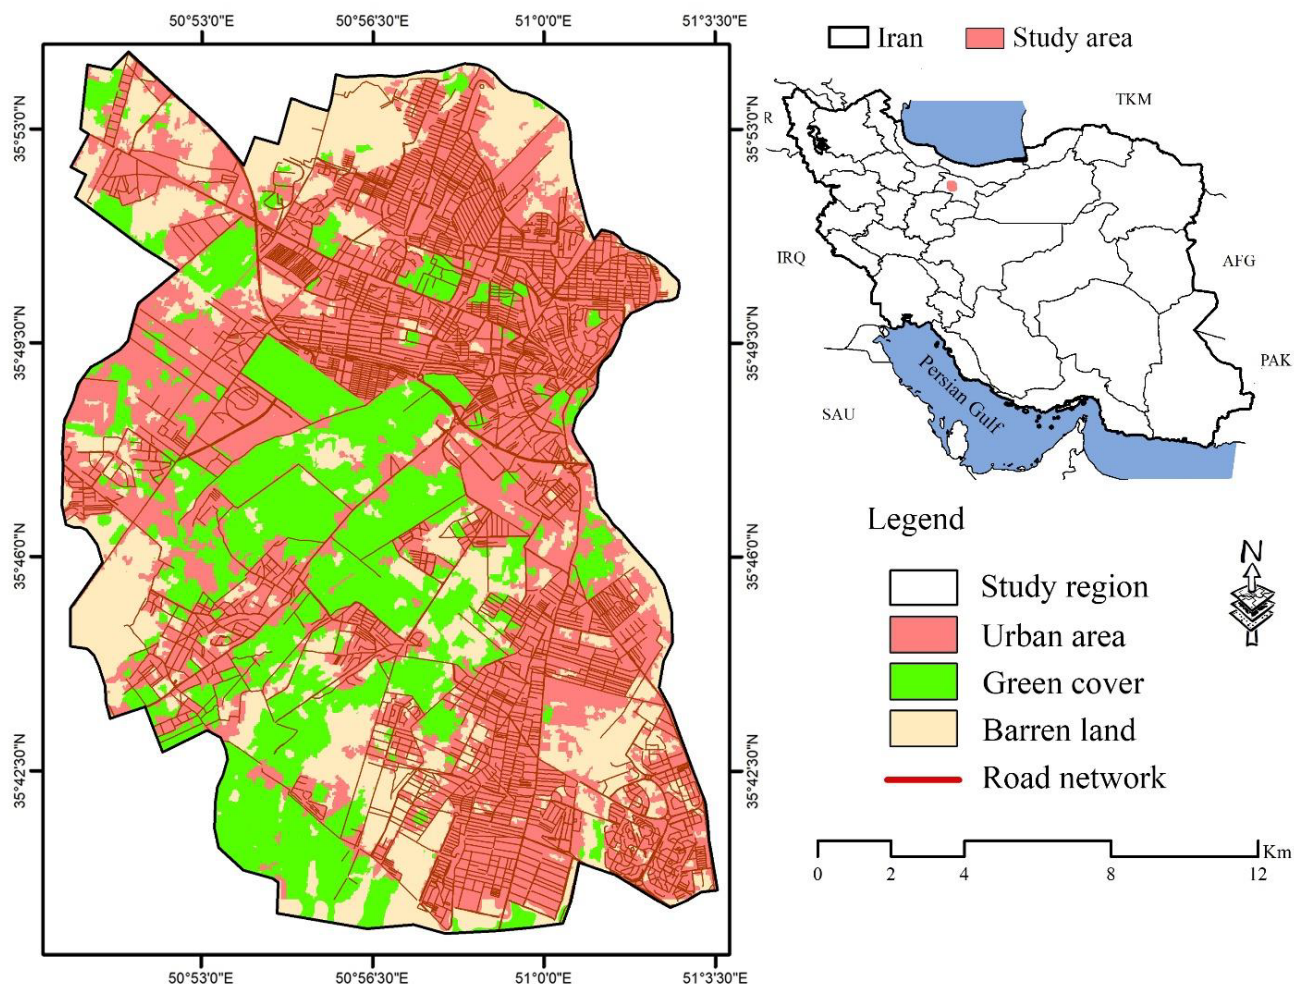 50°53'0"E 50°56'30"E 51°0'0"E 51°3'30"E
35°53'0"N
35°49'30"N
35°46'0"N
35°42'30"N
35°53'0"N
35°49'30"N
35°46'0"N
35°42'30"N
50°53'0"E 50°56'30"E 51°0'0"E 51°3'30"E
Iran Study area
TKM
R
IRQ
AFG
PAK
SAU
Persian Gulf
Legend
Study region
Urban area
Green cover
Barren land
Road network
N
Km
0 2 4 8 12